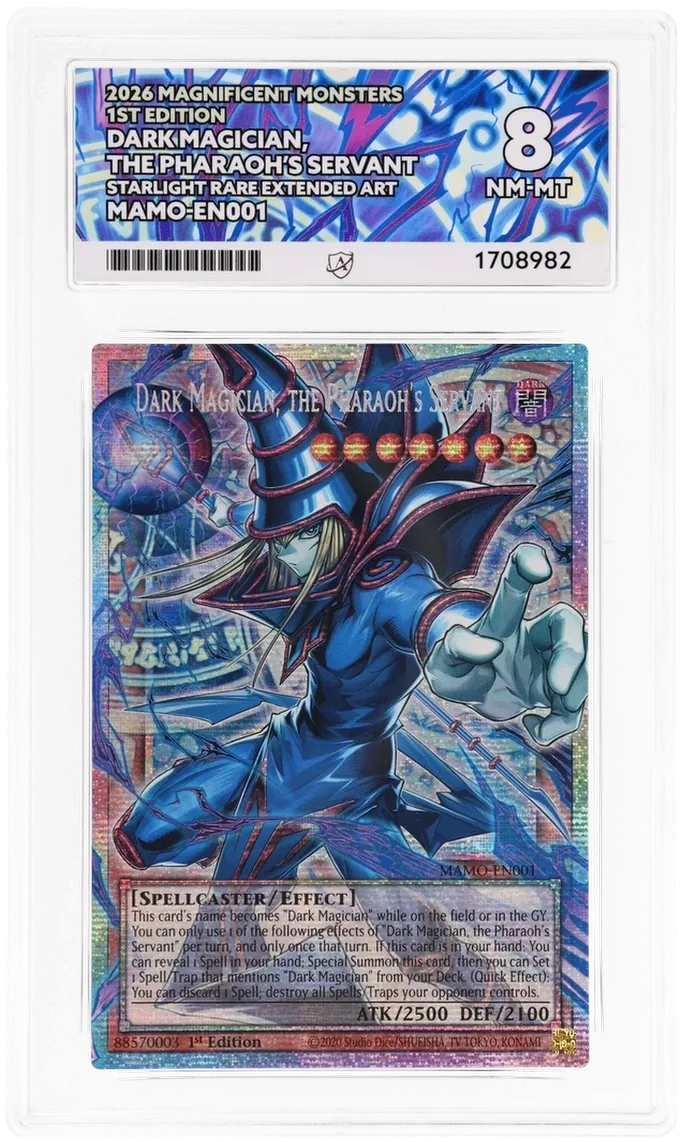 2026 MAGNIFICENT MONSTERS
1ST EDITION
DARK MAGICIAN,
THE PHARAOH'S SERVANT
STARLIGHT RARE EXTENDED ART
MAMO-EN001
8
NM-MT
1708982
DARK MAGICIAN, THE PHARAOH'S SERVANT
DARK
闇
MAMO-EN001
[SPELLCASTER/EFFECT]
This card's name becomes "Dark Magician" while on the field or in the GY.
You can only use 1 of the following effects of "Dark Magician, the Pharaoh's
Servant" per turn, and only once that turn. If this card is in your hand: You
can reveal 1 Spell in your hand; Special Summon this card, then you can Set
1 Spell/Trap that mentions "Dark Magician" from your Deck. (Quick Effect):
You can discard 1 Spell; destroy all Spells/Traps your opponent controls.
ATK/2500 DEF/2100
88570003 1st Edition
©2020 Studio Dice/SHUEISHA, TV TOKYO, KONAMI